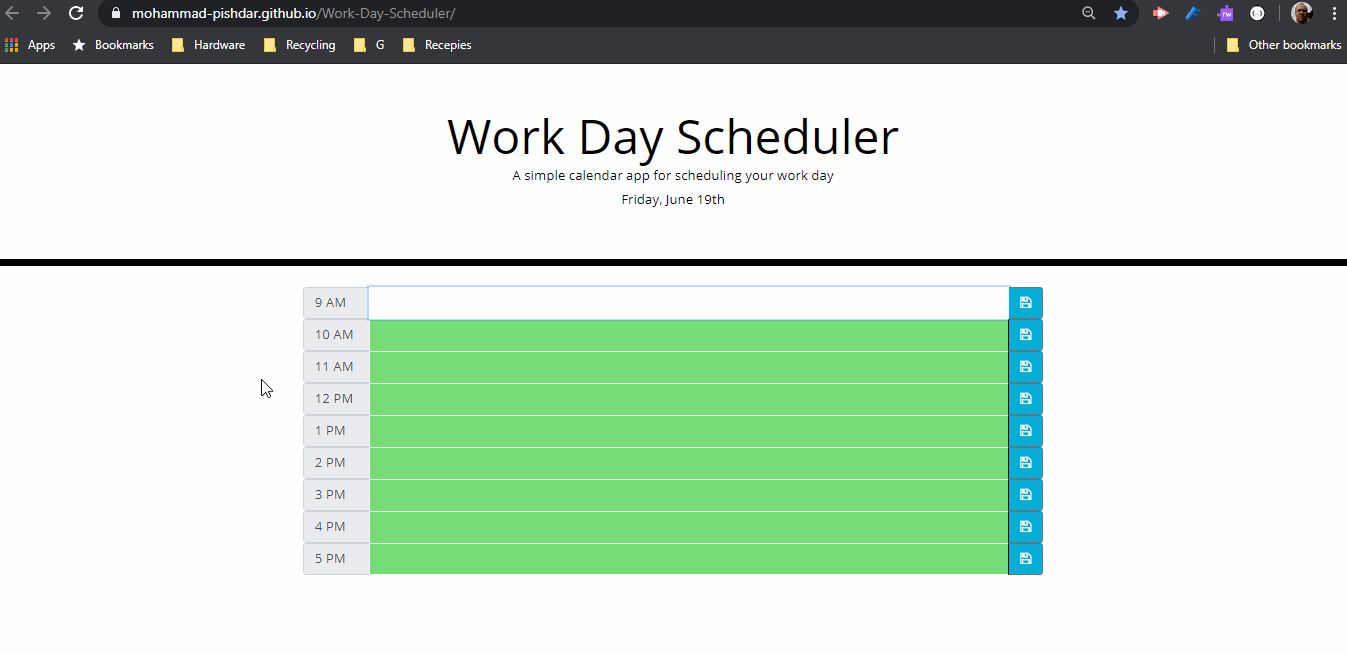 mohammad-pishdar.github.io/Work-Day-Scheduler/
Apps Bookmarks Hardware Recycling G Recepies Other bookmarks
Work Day Scheduler
A simple calendar app for scheduling your work day
Friday, June 19th
9 AM
10 AM
11 AM
12 PM
1 PM
2 PM
3 PM
4 PM
5 PM